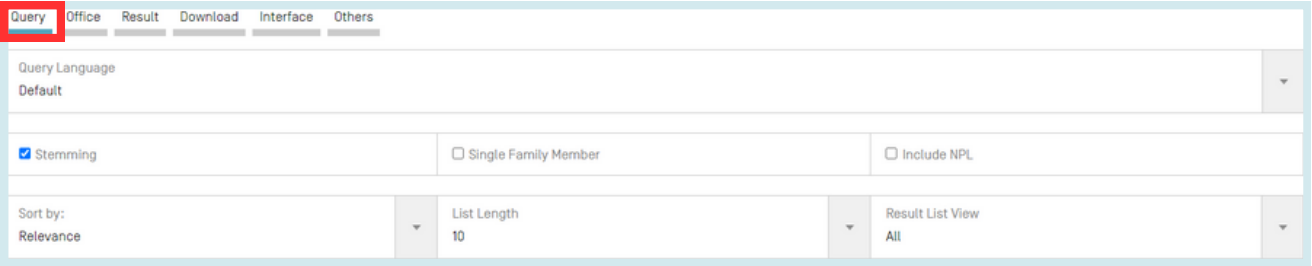 Query Office Result Download Interface Others
Query Language
Default
Stemming Single Family Member Include NPL
Sort by: List Length Result List View
Relevance 10 All